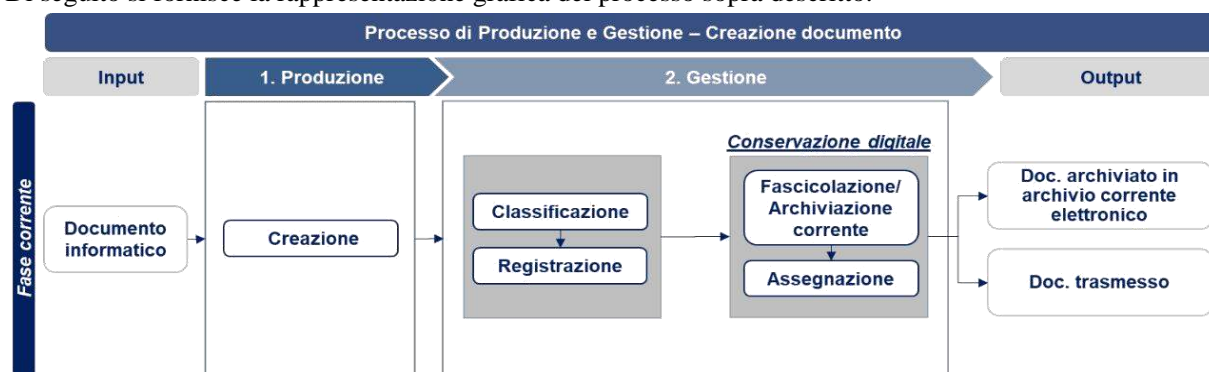 Di seguito si fornisce la rappresentazione grafica del processo sopra descritto:
Processo di Produzione e Gestione – Creazione documento
Input
1. Produzione
2. Gestione
Output
Fase corrente
Documento
informatico
Creazione
Classificazione
Registrazione
Conservazione digitale
Fascicolazione/
Archiviazione
corrente
Assegnazione
Doc. archiviato in
archivio corrente
elettronico
Doc. trasmesso